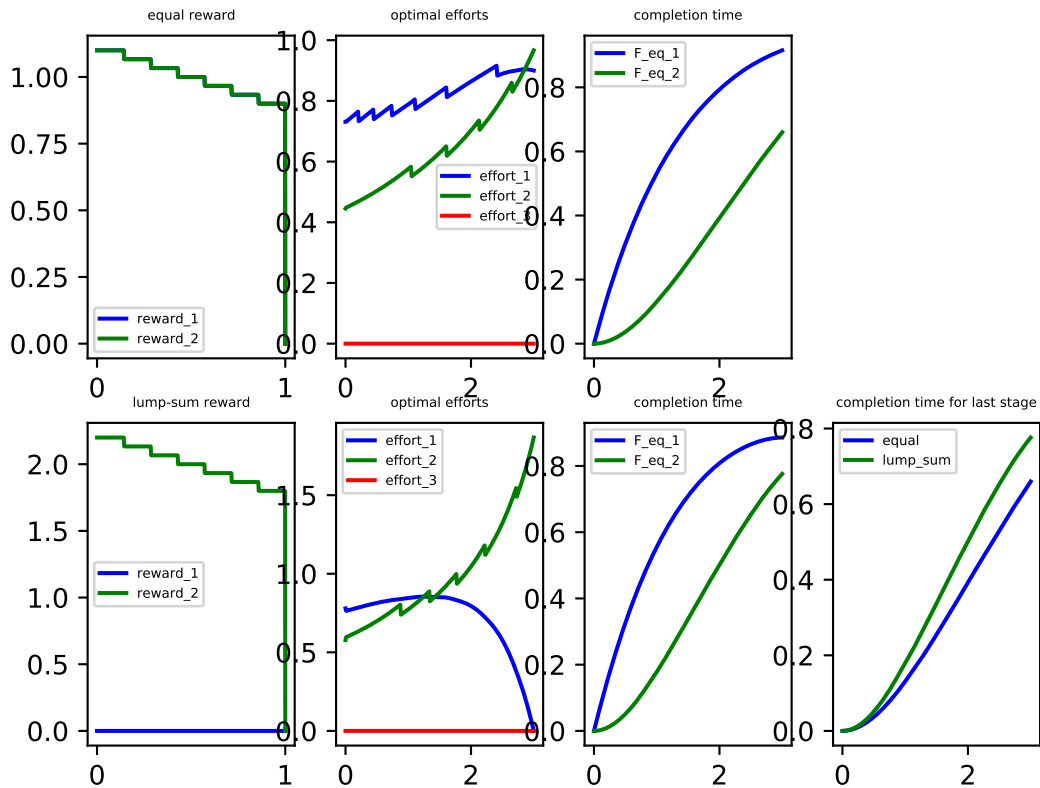 equal reward
optimal efforts
completion time
1.00
0.75
0.50
0.25
0.00
reward_1
reward_2
0
1
1.0
0.8
0.6
0.4
0.2
0.0
effort_1
effort_2
effort_3
2
F_eq_1
F_eq_2
0.8
0.6
0.4
0.2
0.0
0
2
lump-sum reward
optimal efforts
completion time
completion time for last stage
2.0
1.5
1.0
0.5
0.0
reward_1
reward_2
0
1
effort_1
effort_2
effort_3
1.5
1.0
0.5
0.0
0
2
F_eq_1
F_eq_2
0.8
0.6
0.4
0.2
0.0
0
2
equal
lump_sum
0.8
0.6
0.4
0.2
0.0
0
2